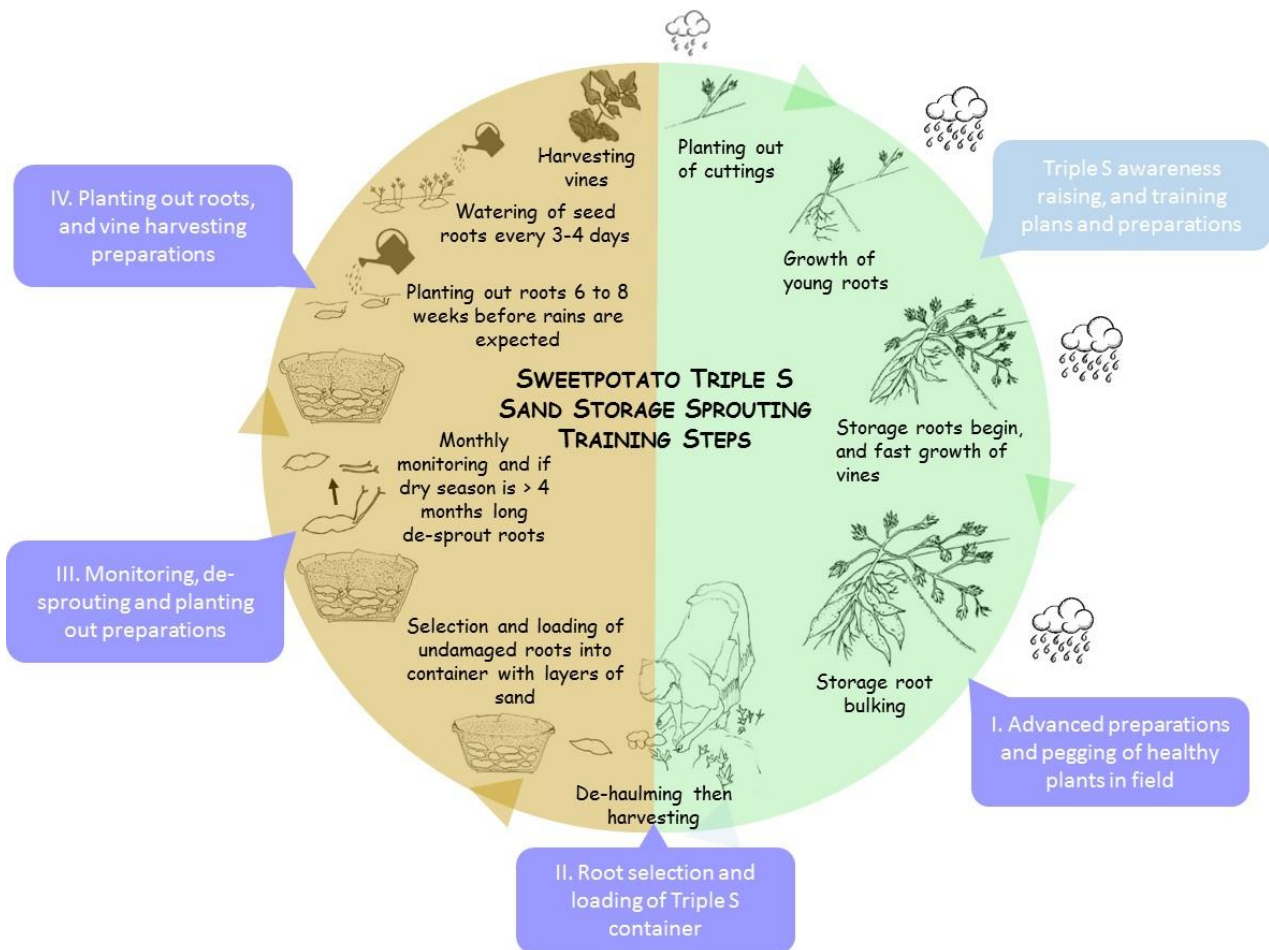 SWEETPOTATO TRIPLE S
SAND STORAGE SPROUTING
TRAINING STEPS
Planting out
of cuttings
Growth of
young roots
Storage roots begin,
and fast growth of
vines
Storage root
bulking
De-hauling then
harvesting
Selection and loading of
undamaged roots into
container with layers of
sand
Monthly
monitoring and if
dry season is > 4
months long
de-sprout roots
Planting out roots 6 to 8
weeks before rains are
expected
Watering of seed
roots every 3-4 days
Harvesting
vines
Triple S awareness
raising, and training
plans and preparations
I. Advanced preparations
and pegging of healthy
plants in field
II. Root selection and
loading of Triple S
container
III. Monitoring, de-
sprouting and planting
out preparations
IV. Planting out roots,
and vine harvesting
preparations